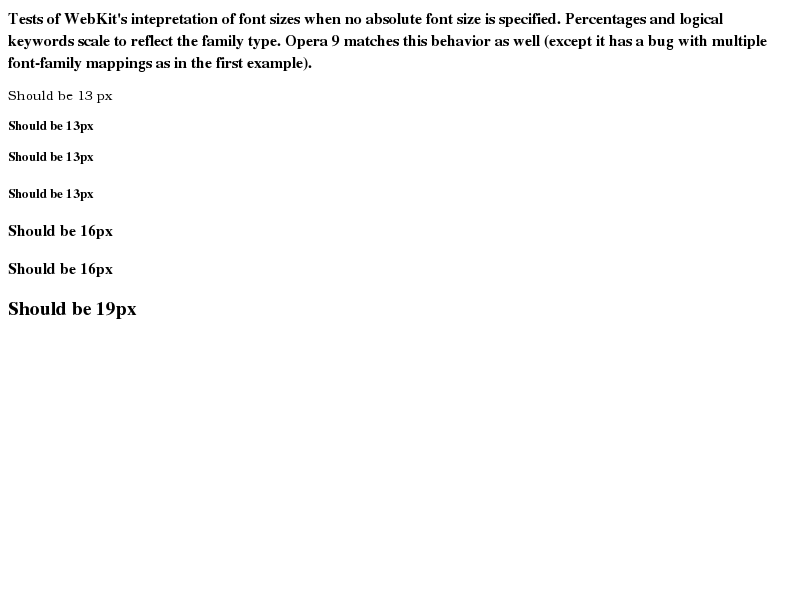 Tests of WebKit's intepretation of font sizes when no absolute font size is specified. Percentages and logical
keywords scale to reflect the family type. Opera 9 matches this behavior as well (except it has a bug with multiple
font-family mappings as in the first example).
Should be 13 px
Should be 13px
Should be 13px
Should be 13px
Should be 16px
Should be 16px
Should be 19px